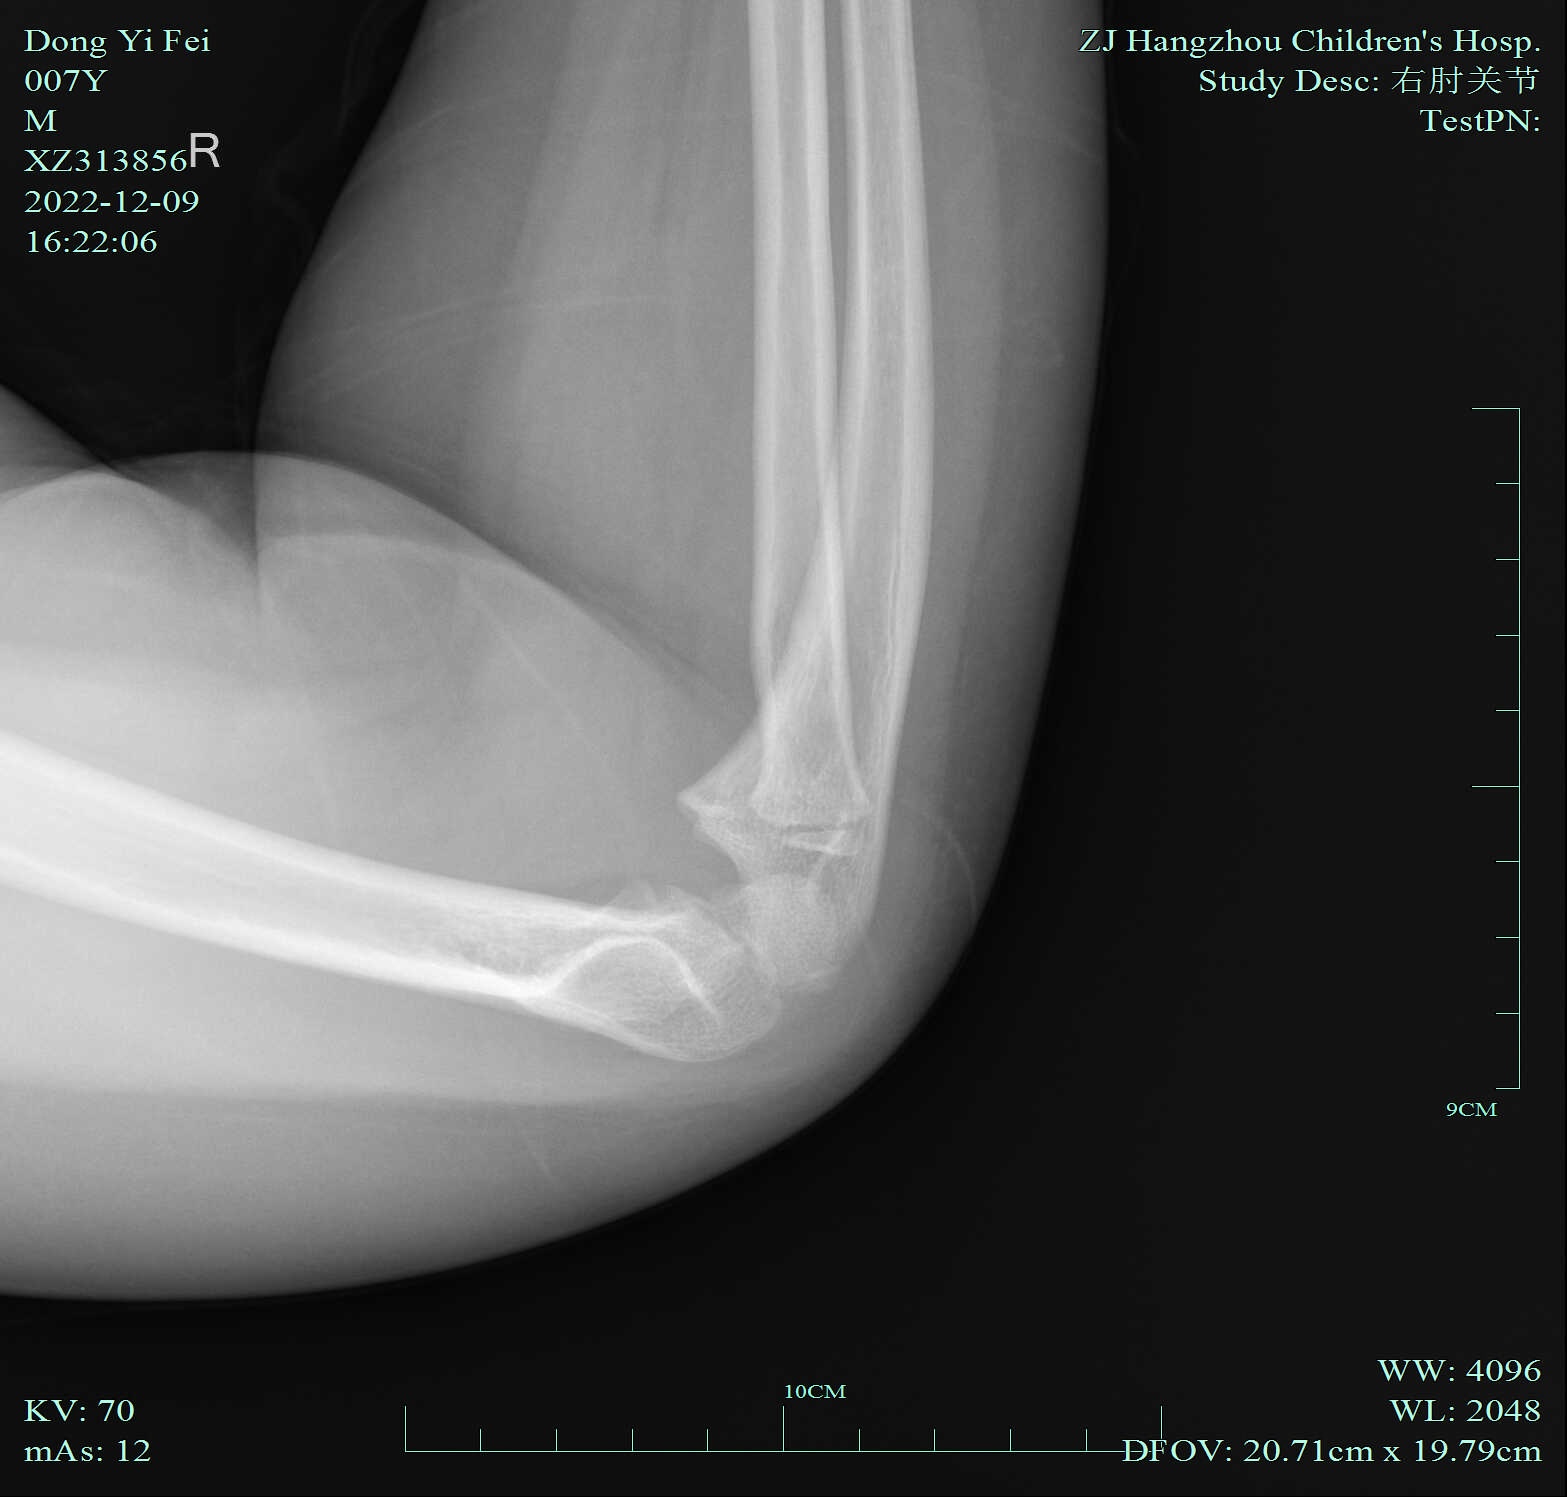 Dong Yi Fei
007Y
M
XZ313856
R
2022-12-09
16:22:06
ZJ Hangzhou Children's Hosp.
Study Desc: 右肘关节
TestPN:
9CM
10CM
KV: 70
mAs: 12
WW: 4096
WL: 2048
DFOV: 20.71cm x 19.79cm